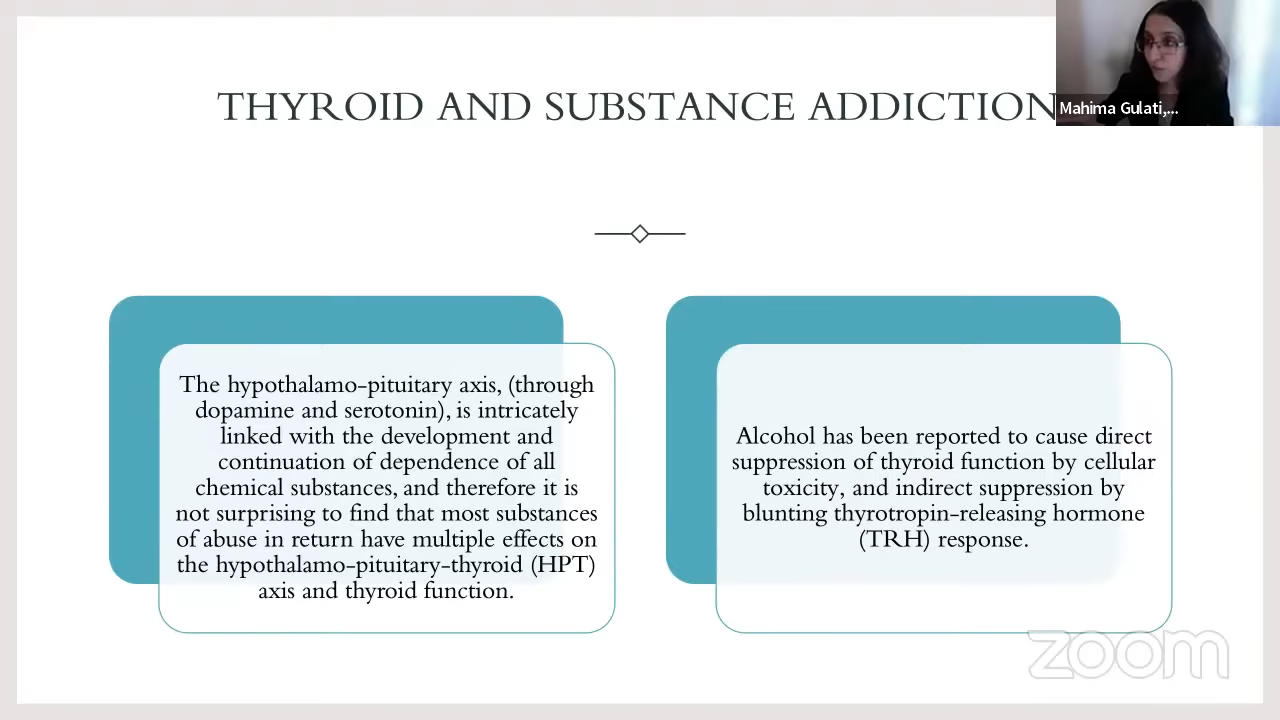 THYROID AND SUBSTANCE ADDICTION
Mahima Gulati,...
The hypothalamo-pituitary axis, (through
dopamine and serotonin), is intricately
linked with the development and
continuation of dependence of all
chemical substances, and therefore it is
not surprising to find that most substances
of abuse in return have multiple effects on
the hypothalamo-pituitary-thyroid (HPT)
axis and thyroid function.
Alcohol has been reported to cause direct
suppression of thyroid function by cellular
toxicity, and indirect suppression by
blunting thyrotropin-releasing hormone
(TRH) response.
zoom